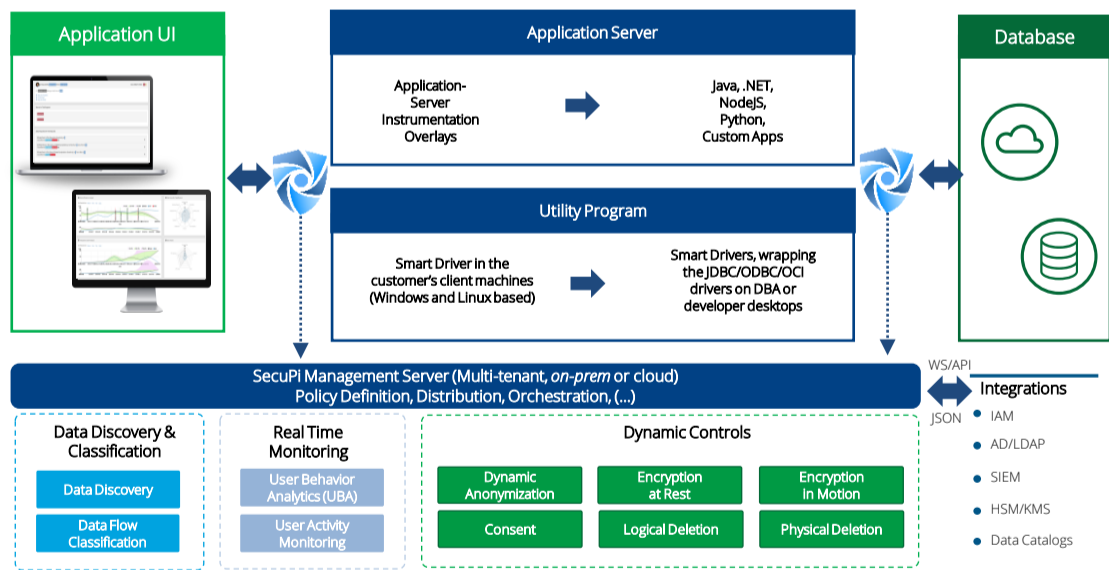 Application UI
Application Server
Application-
Server
Instrumentation
Overlays
Java, .NET,
NodeJS,
Python,
Custom Apps
Database
Utility Program
Smart Driver in the
customer's client machines
(Windows and Linux based)
Smart Drivers, wrapping
the JDBC/ODBC/OCI
drivers on DBA or
developer desktops
SecuPi Management Server (Multi-tenant, on-prem or cloud)
Policy Definition, Distribution, Orchestration, (...)
WS/API
JSON
Integrations
IAM
AD/LDAP
SIEM
HSM/KMS
Data Catalogs
Data Discovery &
Classification
Data Discovery
Data Flow
Classification
Real Time
Monitoring
User Behavior
Analytics (UBA)
User Activity
Monitoring
Dynamic Controls
Dynamic
Anonymization
Encryption
at Rest
Encryption
in Motion
Consent
Logical Deletion
Physical Deletion